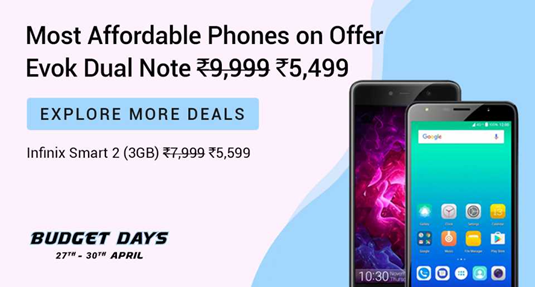 Most Affordable Phones on Offer
Evok Dual Note ₹9,999 ₹5,499
EXPLORE MORE DEALS
Infinix Smart 2 (3GB) ₹7,999 ₹5,599
BUDGET DAYS
27TH - 30TH APRIL
Google
10:30